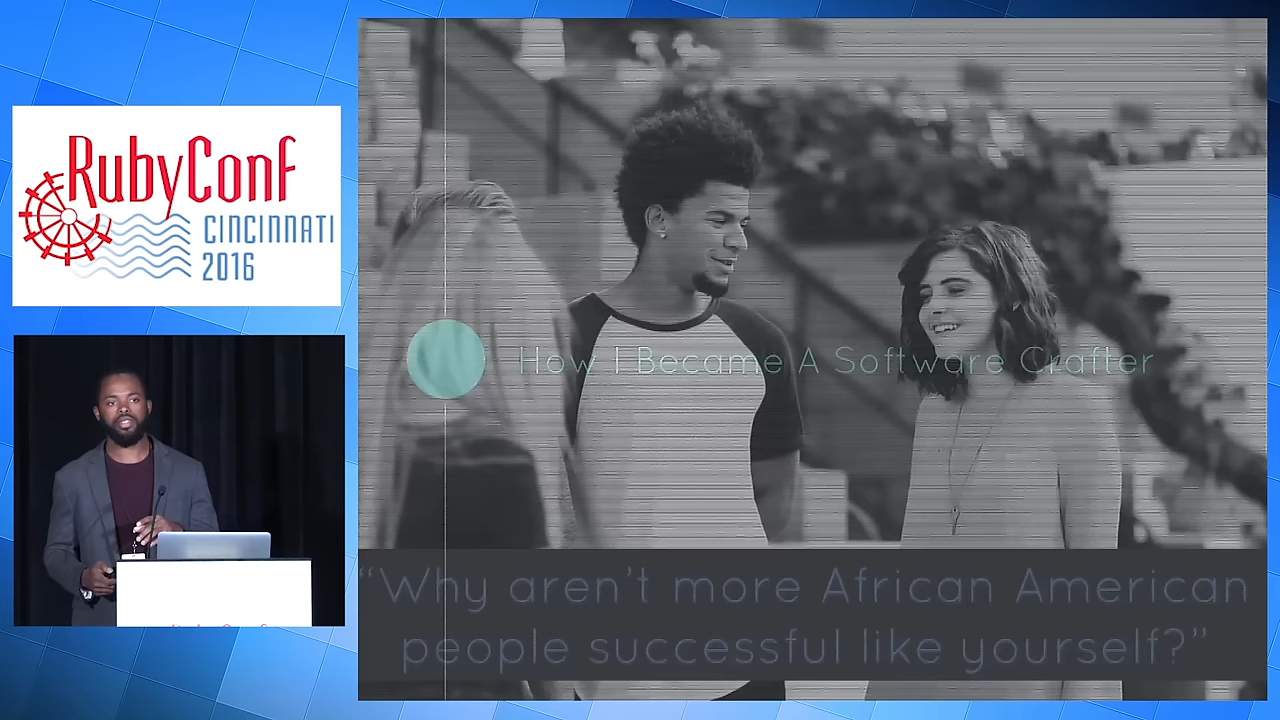 RubyConf
CINCINNATI
2016
How I Became A Software Crafter
“Why aren’t more African American
people successful like yourself?”